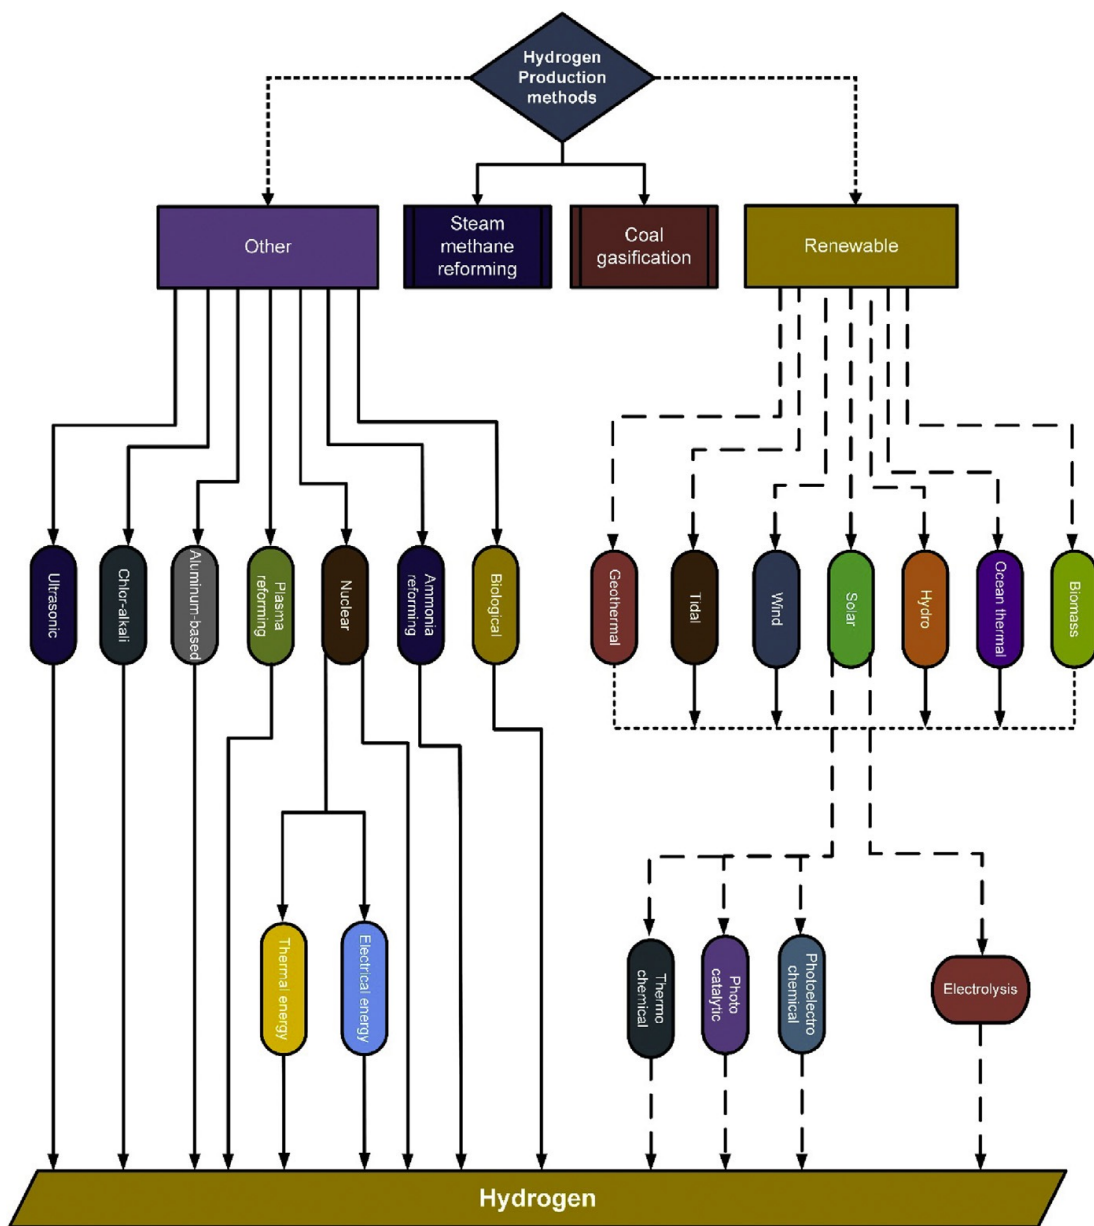 Hydrogen
Production
methods
Other
Steam
methane
reforming
Coal
gasification
Renewable
Ultrasonic
Chlor-alkali
Aluminum-based
Plasma
reforming
Nuclear
Ammonia
reforming
Biological
Geothermal
Tidal
Wind
Solar
Hydro
Ocean thermal
Biomass
Thermal energy
Electrical energy
Thermo
chemical
Photo
catalytic
Photoelectro
chemical
Electrolysis
Hydrogen